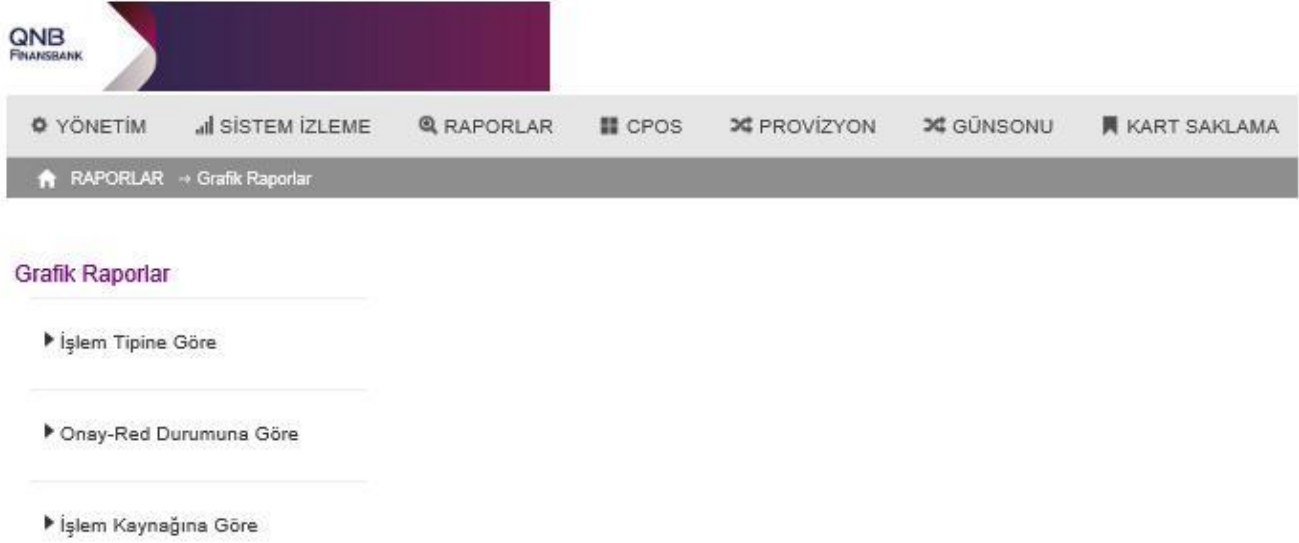 QNB
FINANSBANK
YÖNETİM SİSTEM İZLEME RAPORLAR CPOS PROVİZYON GÜNSONU KART SAKLAMA
RAPORLAR → Grafik Raporlar
Grafik Raporlar
İşlem Tipine Göre
Onay-Red Durumuna Göre
İşlem Kaynağına Göre